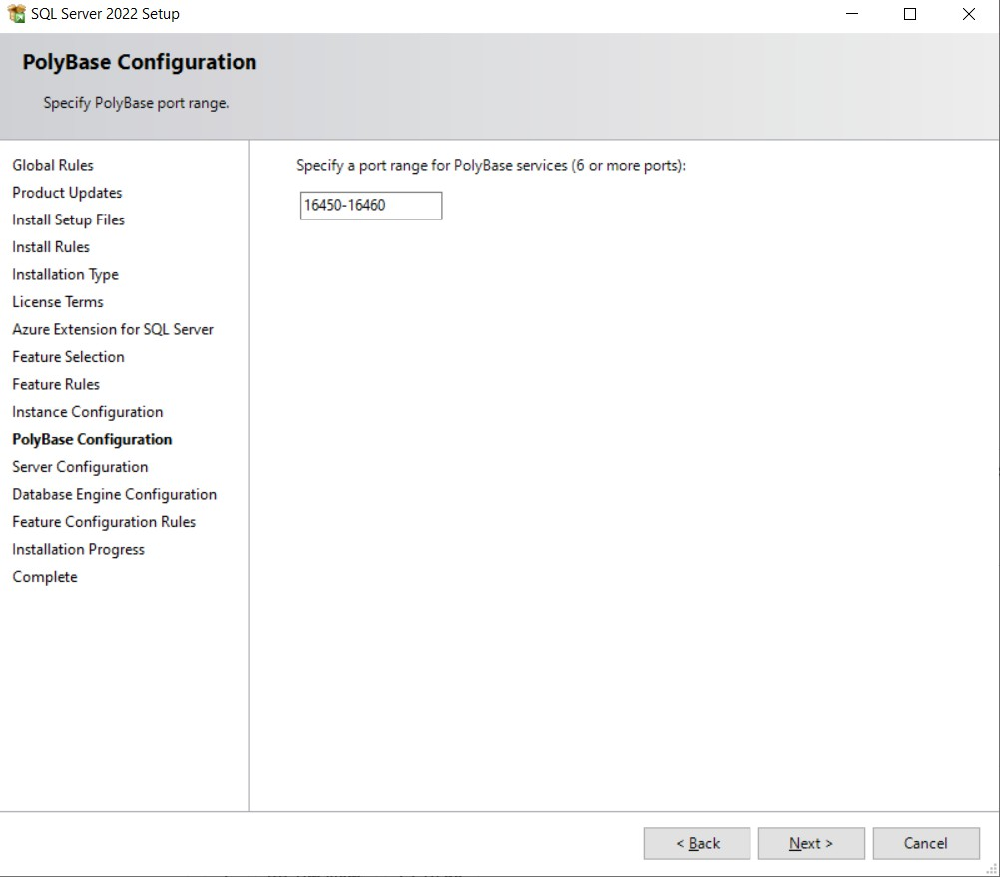 SQL Server 2022 Setup
PolyBase Configuration
Specify PolyBase port range.
Global Rules
Product Updates
Install Setup Files
Install Rules
Installation Type
License Terms
Azure Extension for SQL Server
Feature Selection
Feature Rules
Instance Configuration
PolyBase Configuration
Server Configuration
Database Engine Configuration
Feature Configuration Rules
Installation Progress
Complete
Specify a port range for PolyBase services (6 or more ports):
16450-16460
< Back
Next >
Cancel